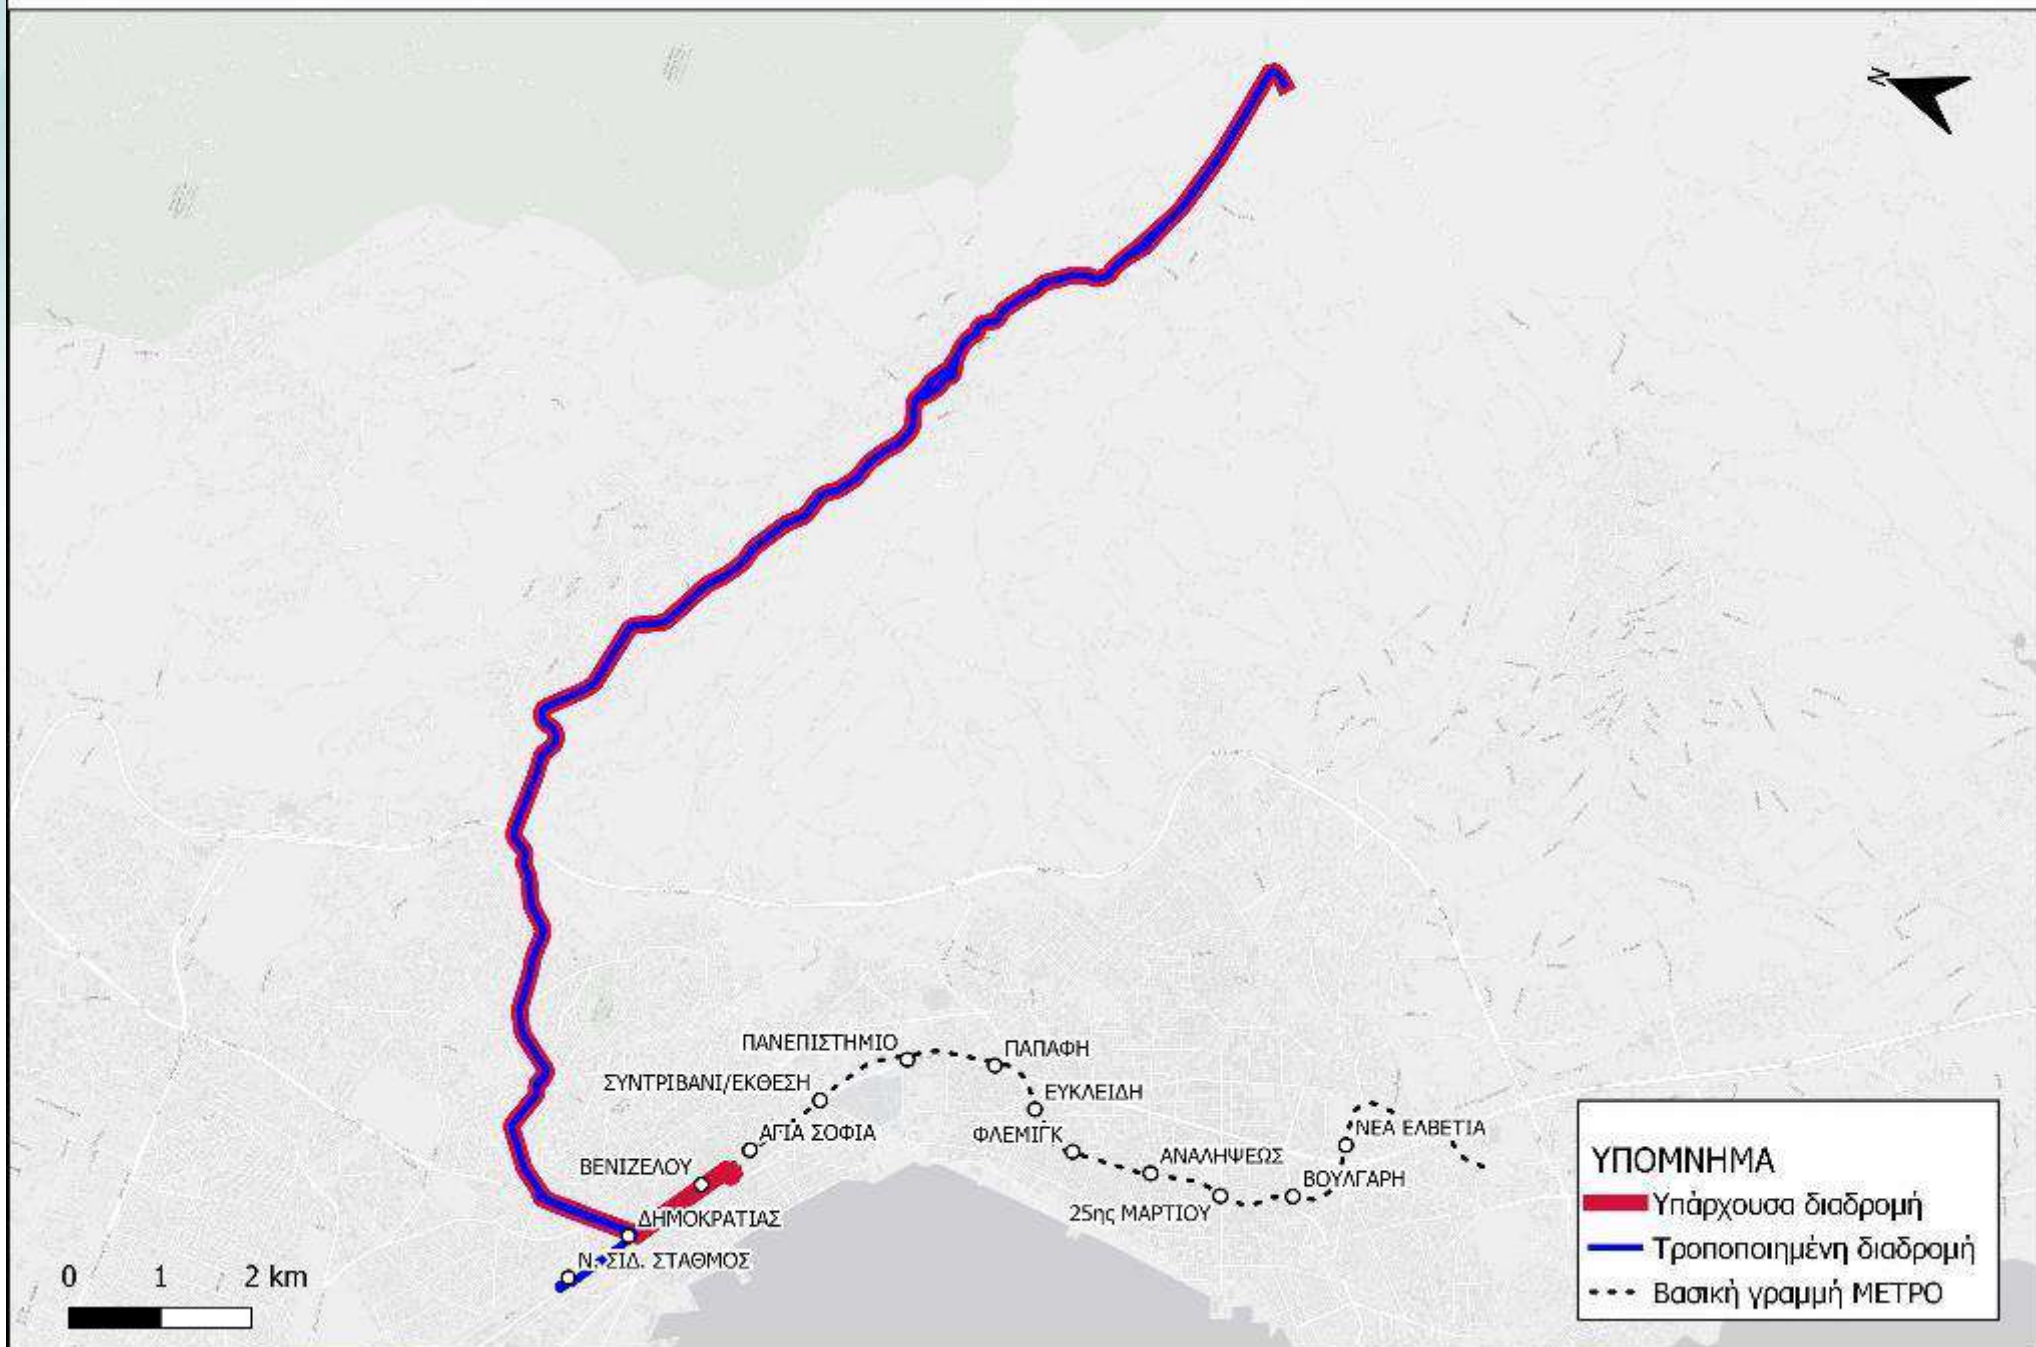 N
ΠΑΝΕΠΙΣΤΗΜΙΟ
ΠΑΠΑΦΗ
ΣΥΝΤΡΙΒΑΝΙ/ΕΚΘΕΣΗ
ΕΥΚΛΕΙΔΗ
ΑΓΙΑ ΣΟΦΙΑ
ΦΛΕΜΙΓΚ
ΝΕΑ ΕΛΒΕΤΙΑ
ΒΕΝΙΖΕΛΟΥ
ΑΝΑΛΗΨΕΩΣ
ΒΟΥΛΓΑΡΗ
25ης ΜΑΡΤΙΟΥ
ΔΗΜΟΚΡΑΤΙΑΣ
Ν. ΣΙΔ. ΣΤΑΘΜΟΣ
0 1 2 km
ΥΠΟΜΝΗΜΑ
Υπάρχουσα διαδρομή
Τροποποιημένη διαδρομή
Βασική γραμμή ΜΕΤΡΟ